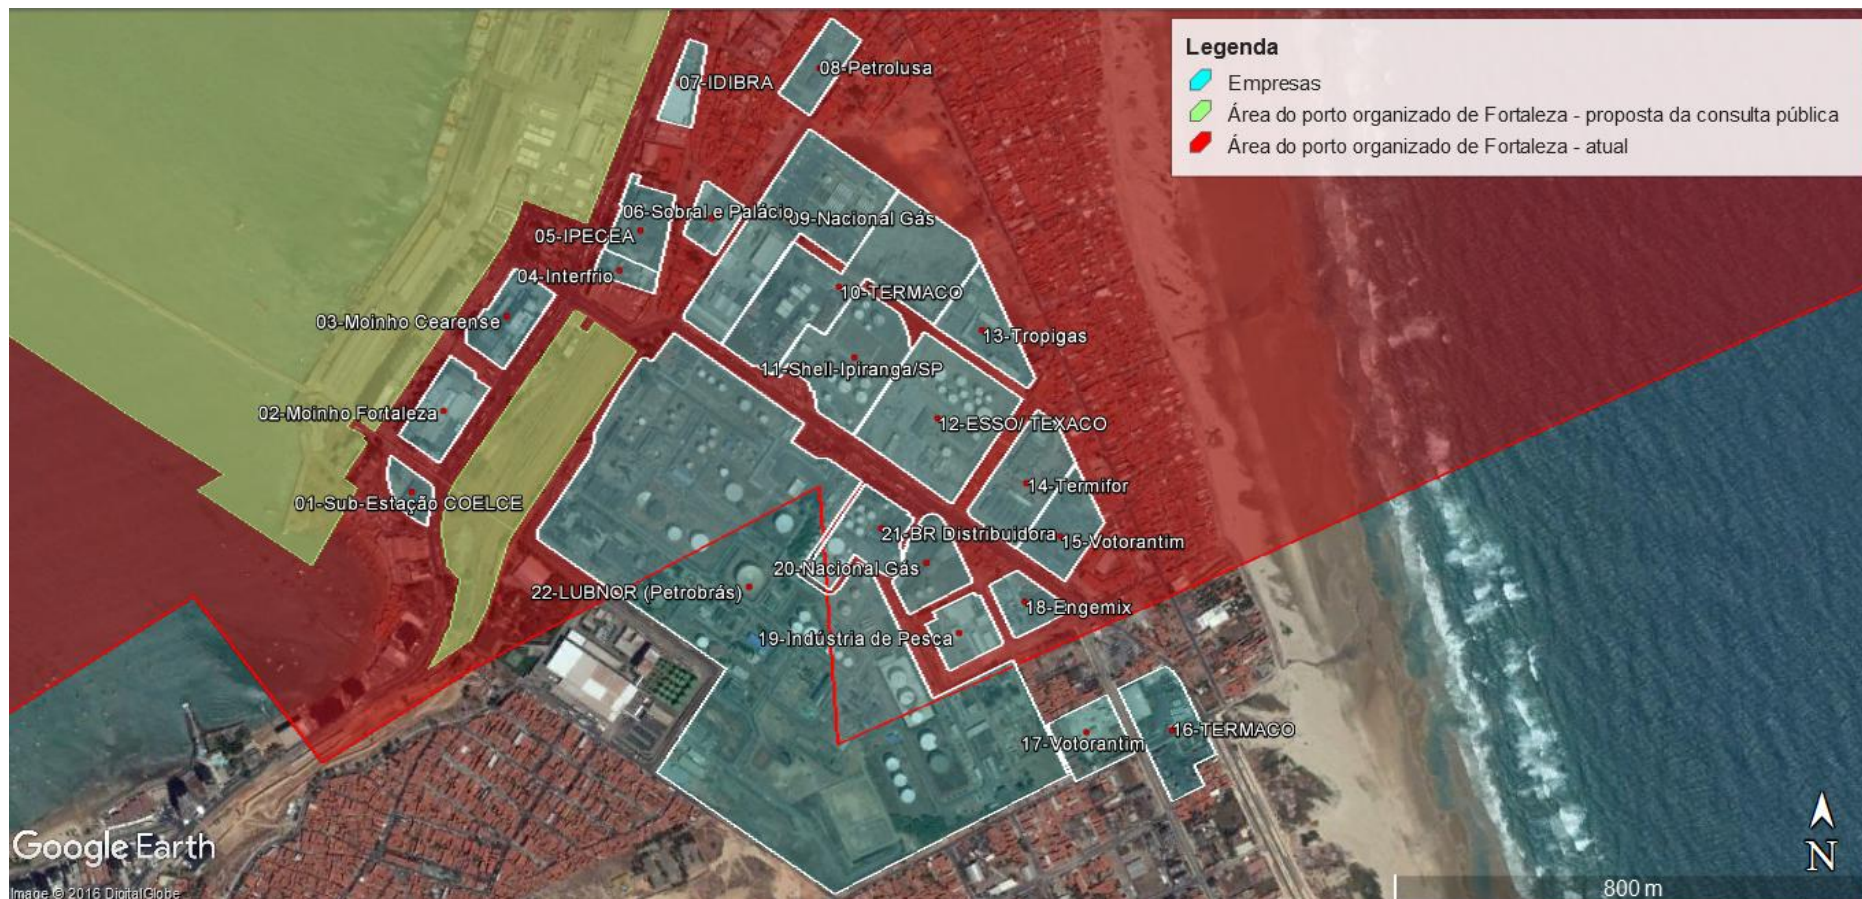 Legenda
Empresas
Área do porto organizado de Fortaleza - proposta da consulta pública
Área do porto organizado de Fortaleza - atual
07-IDIBRA
08-Petrolusa
06-Sobral e Palácio
09-Nacional Gás
05-IPECEA
04-Interfrio
10-TERMACO
03-Moinho Cearense
13-Tropigas
11-Shell-Ipiranga/SP
02-Moinho Fortaleza
12-ESSO/ TEXACO
14-Termifor
01-Sub-Estação COELCE
21-BR Distribuidora
15-Votorantim
20-Nacional Gás
22-LUBNOR (Petrobrás)
18-Engemix
19-Indústria de Pesca
16-TERMACO
17-Votorantim
Google Earth
N
Image © 2016 DigitalGlobe
800 m